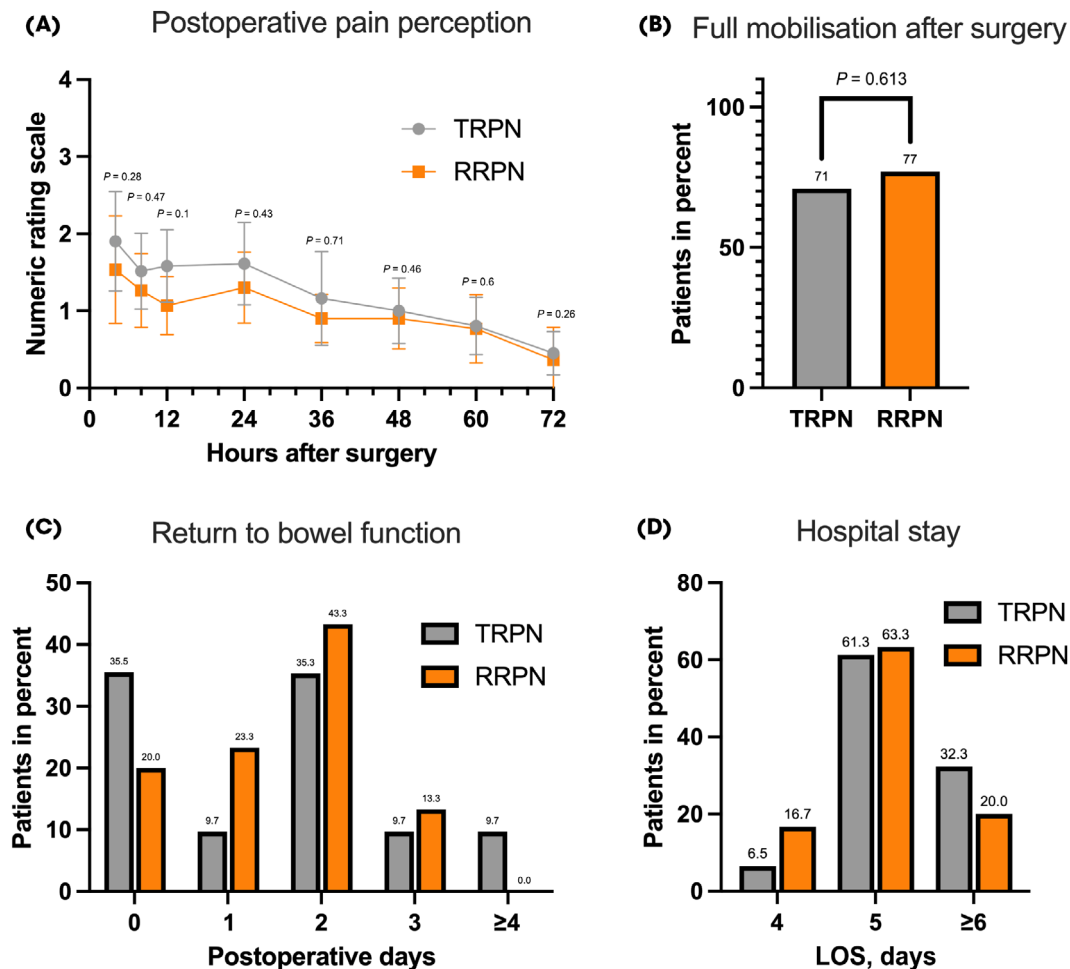 (A) Postoperative pain perception
Numeric rating scale
4
3
2
1
0
TRPN
RRPN
P = 0.28
P = 0.47
P = 0.1
P = 0.43
P = 0.71
P = 0.46
P = 0.6
P = 0.26
0 12 24 36 48 60 72
Hours after surgery
(B) Full mobilisation after surgery
Patients in percent
100
50
0
P = 0.613
71
77
TRPN RRPN
(C) Return to bowel function
Patients in percent
50
40
30
20
10
0
TRPN
RRPN
35.5
20.0
9.7
23.3
35.3
43.3
9.7
13.3
9.7
0.0
0 1 2 3 ≥4
Postoperative days
(D) Hospital stay
Patients in percent
80
60
40
20
0
TRPN
RRPN
6.5
16.7
61.3
63.3
32.3
20.0
4 5 ≥6
LOS, days